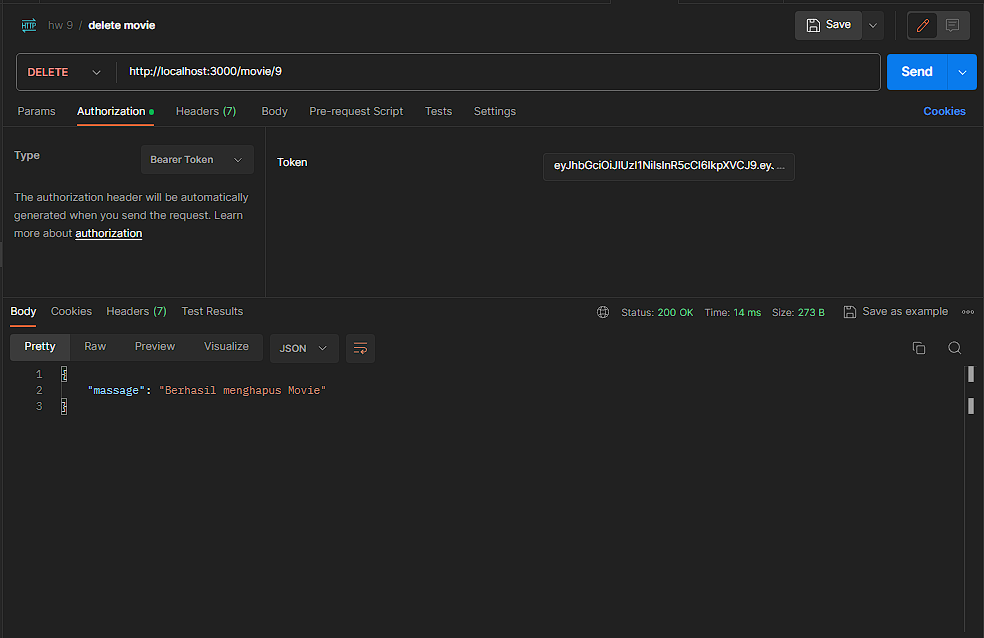 HTTP hw 9 / delete movie Save
DELETE http://localhost:3000/movie/9 Send
Params Authorization Headers (7) Body Pre-request Script Tests Settings Cookies
Type Bearer Token Token eyJhbGciOiJIUzI1NiIsInR5cCI6IkpXVCJ9.ey. ...
The authorization header will be automatically
generated when you send the request. Learn
more about authorization
Body Cookies Headers (7) Test Results Status: 200 OK Time: 14 ms Size: 273 B Save as example
Pretty Raw Preview Visualize JSON
1 {
2 "massage": "Berhasil menghapus Movie"
3 }